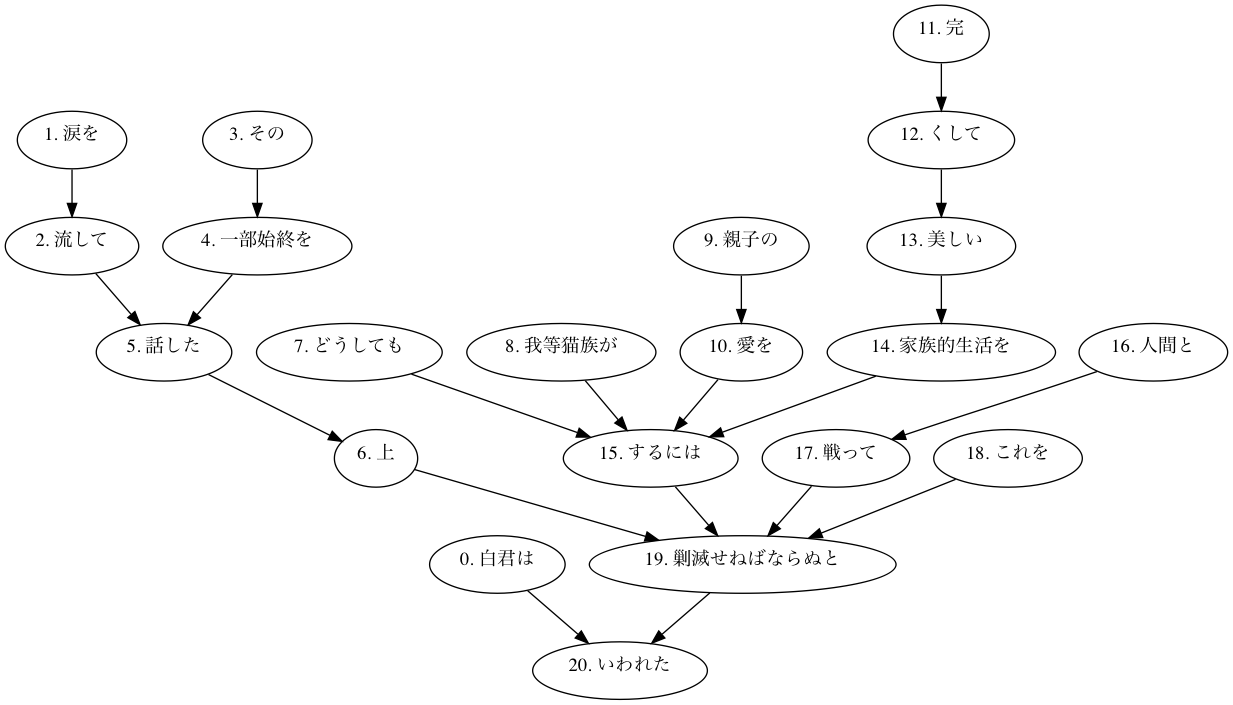 11. 完
1. 涙を
3. その
12. くして
2. 流して
4. 一部始終を
9. 親子の
13. 美しい
5. 話した
7. どうしても
8. 我等猫族が
10. 愛を
14. 家族的生活を
16. 人間と
6. 上
15. するには
17. 戦って
18. これを
0. 白君は
19. 剿滅せねばならぬと
20. いわれた